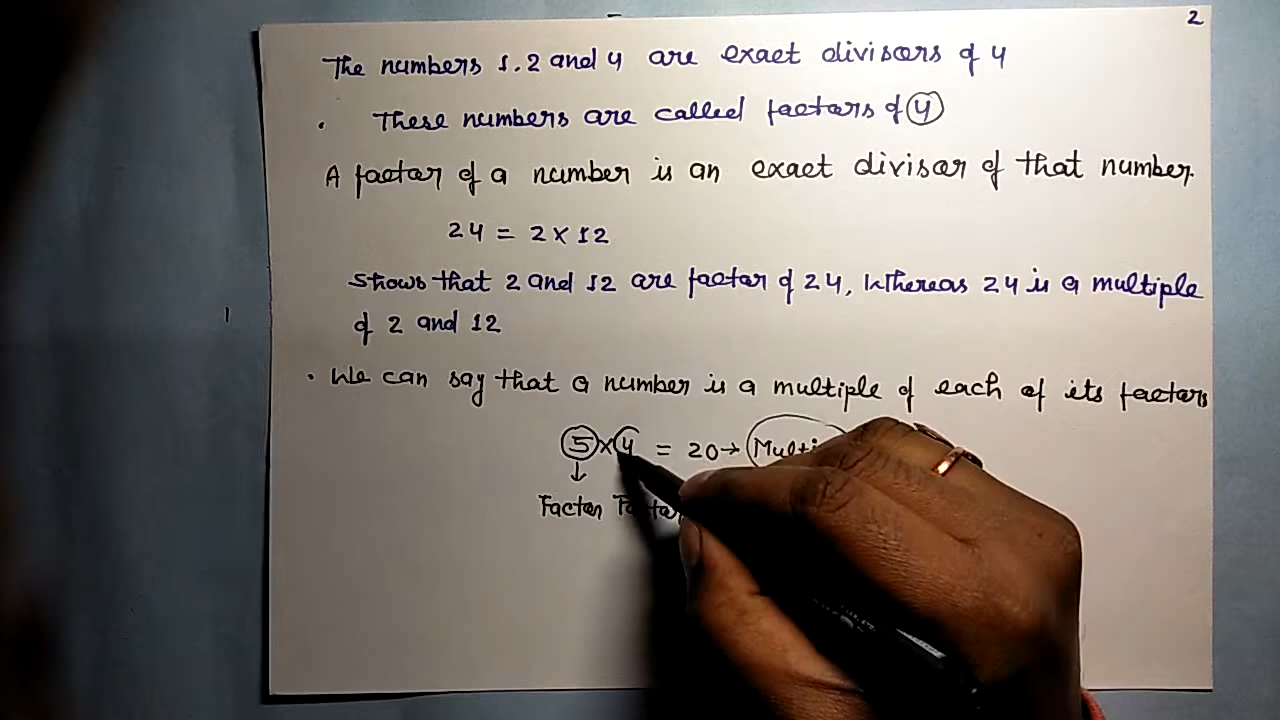 2
The numbers 1, 2 and 4 are exact divisors of 4
• These numbers are called factors of 4
A factor of a number is an exact divisor of that number.
24 = 2 × 12
Shows that 2 and 12 are factor of 24, Whereas 24 is a multiple
of 2 and 12
• We can say that a number is a multiple of each of its factors
5 × 4 = 20 →
↓
Factor Factor